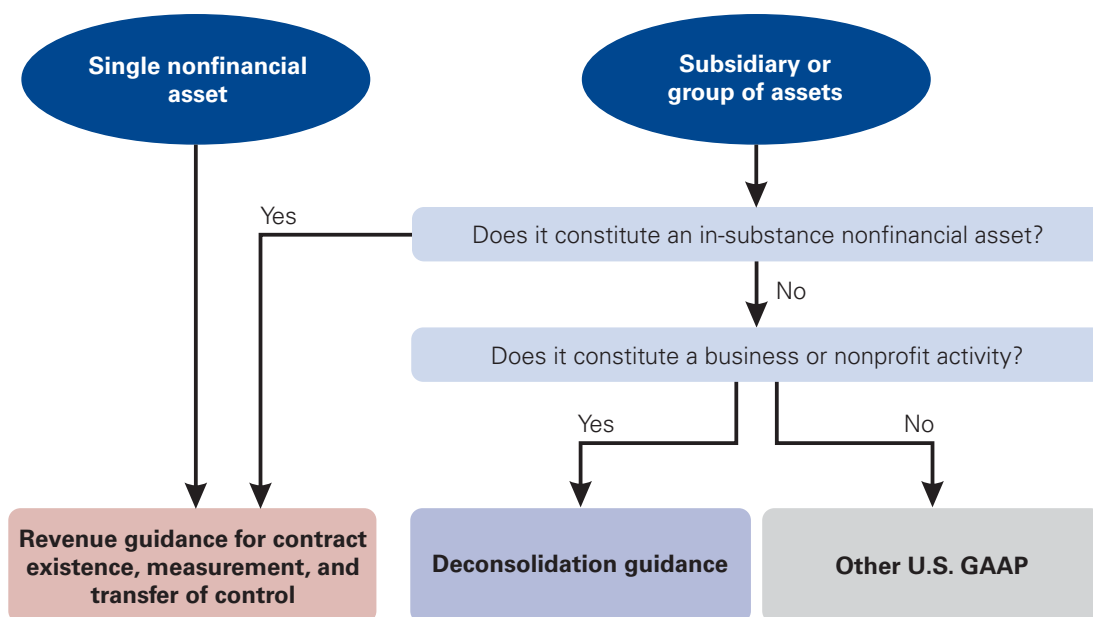 Single nonfinancial
asset
Subsidiary or
group of assets
Yes
Does it constitute an in-substance nonfinancial asset?
No
Does it constitute a business or nonprofit activity?
Yes
No
Revenue guidance for contract
existence, measurement, and
transfer of control
Deconsolidation guidance
Other U.S. GAAP